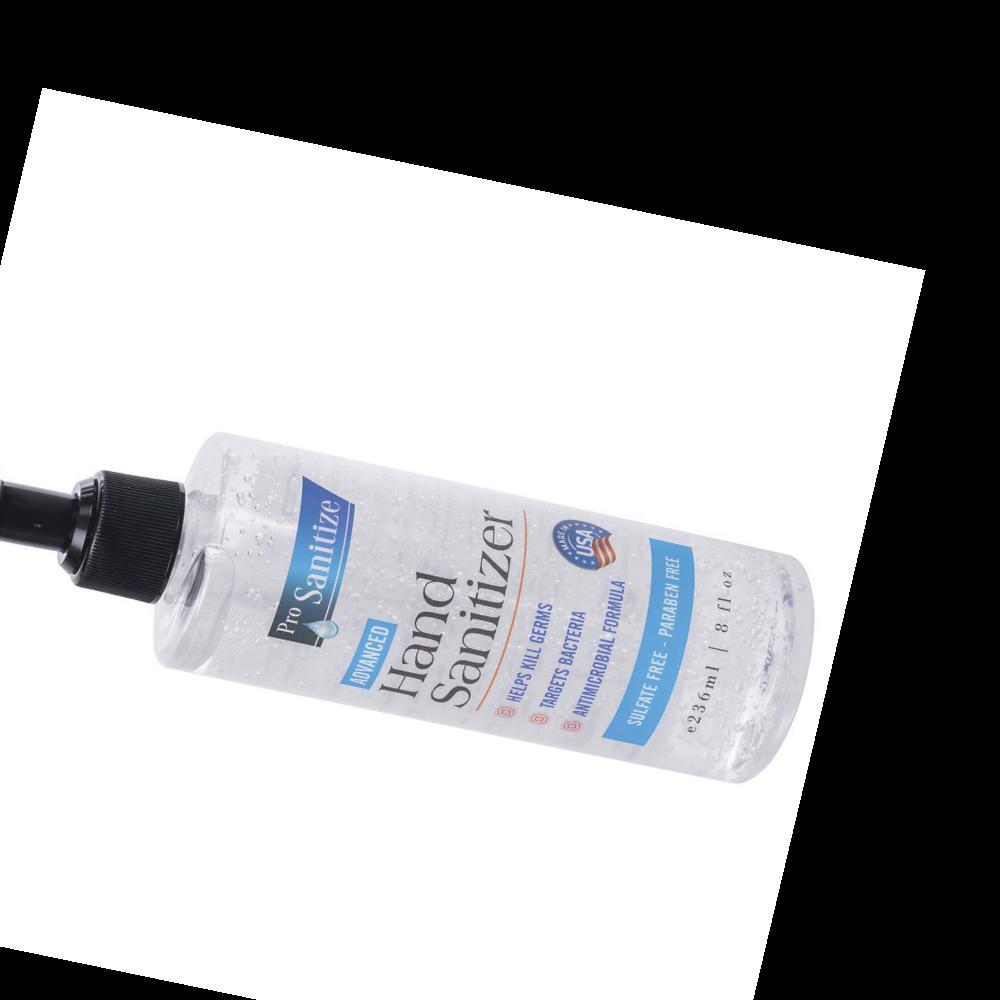 Pro
Sanitize
ADVANCED
Hand
Sanitizer
HELPS KILL GERMS
TARGETS BACTERIA
ANTIMICROBIAL FORMULA
MADE IN
USA
SULFATE FREE - PARABEN FREE
e236ml | 8 fl oz